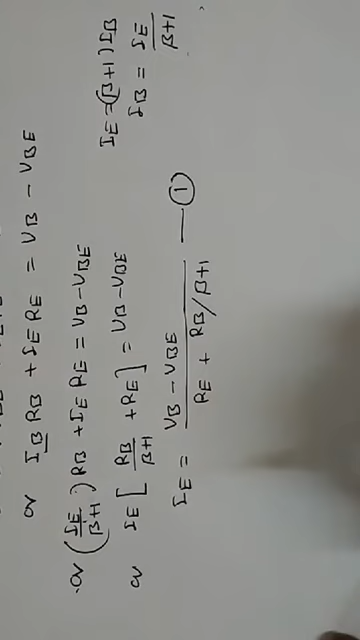 or IB RB + IE RE = VB - VBE
or (IE/β+1) RB + IE RE = VB - VBE
or IE [RB/β+1 + RE] = VB - VBE
IE = VB - VBE / RE + RB/β+1 — ①
IE = (β+1) IB
IB = IE/β+1